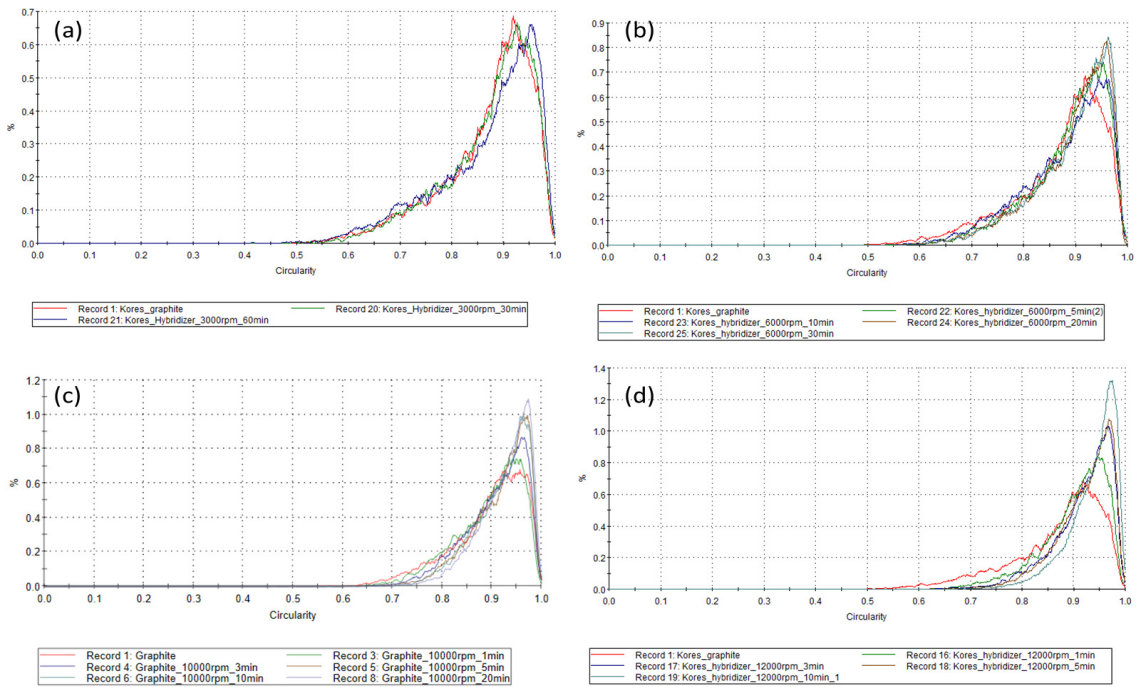 (a)
0.7
0.6
0.5
0.4
0.3
0.2
0.1
0.0
%
0.0 0.1 0.2 0.3 0.4 0.5 0.6 0.7 0.8 0.9 1.0
Circularity
Record 1: Kores_graphite Record 20: Kores_Hybridizer_3000rpm_30min
Record 21: Kores_Hybridizer_3000rpm_60min
(b)
0.9
0.8
0.7
0.6
0.5
0.4
0.3
0.2
0.1
0.0
%
0.0 0.1 0.2 0.3 0.4 0.5 0.6 0.7 0.8 0.9 1.0
Circularity
Record 1: Kores_graphite Record 22: Kores_hybridizer_6000rpm_5min(2)
Record 23: Kores_hybridizer_6000rpm_10min Record 24: Kores_hybridizer_6000rpm_20min
Record 25: Kores_hybridizer_6000rpm_30min
(c)
1.2
1.0
0.8
0.6
0.4
0.2
0.0
%
0.0 0.1 0.2 0.3 0.4 0.5 0.6 0.7 0.8 0.9 1.0
Circularity
Record 1: Graphite Record 3: Graphite_10000rpm_1min
Record 4: Graphite_10000rpm_3min Record 5: Graphite_10000rpm_5min
Record 6: Graphite_10000rpm_10min Record 8: Graphite_10000rpm_20min
(d)
1.4
1.2
1.0
0.8
0.6
0.4
0.2
0.0
%
0.0 0.1 0.2 0.3 0.4 0.5 0.6 0.7 0.8 0.9 1.0
Circularity
Record 1: Kores_graphite Record 16: Kores_hybridizer_12000rpm_1min
Record 17: Kores_hybridizer_12000rpm_3min Record 18: Kores_hybridizer_12000rpm_5min
Record 19: Kores_hybridizer_12000rpm_10min_1